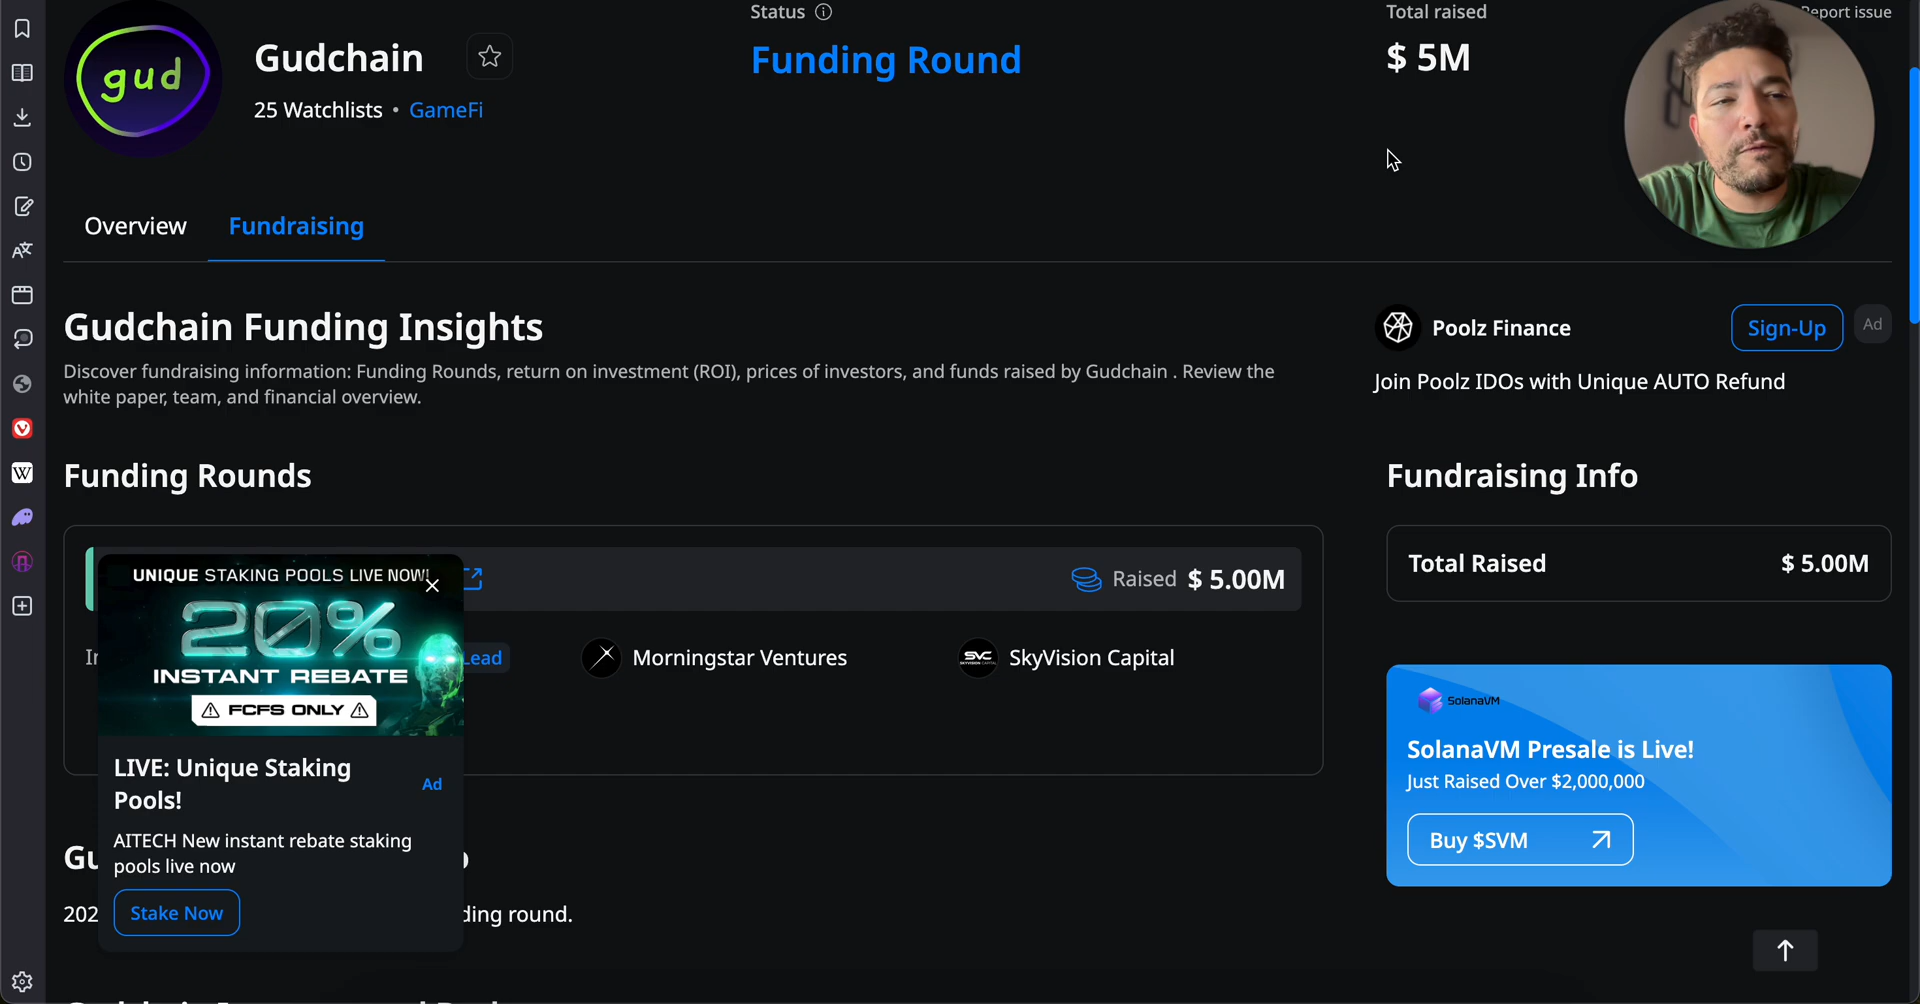 gud
Gudchain
25 Watchlists • GameFi
Status
Funding Round
Total raised
$ 5M
Report issue
Overview
Fundraising
Gudchain Funding Insights
Discover fundraising information: Funding Rounds, return on investment (ROI), prices of investors, and funds raised by Gudchain . Review the
white paper, team, and financial overview.
Poolz Finance
Sign-Up
Ad
Join Poolz IDOs with Unique AUTO Refund
Funding Rounds
Raised $ 5.00M
Lead
Morningstar Ventures
SVC
SkyVision Capital
Fundraising Info
Total Raised
$ 5.00M
UNIQUE STAKING POOLS LIVE NOW!
20%
INSTANT REBATE
FCFS ONLY
LIVE: Unique Staking
Pools!
Ad
AITECH New instant rebate staking
pools live now
Stake Now
SolanaVM
SolanaVM Presale is Live!
Just Raised Over $2,000,000
Buy $SVM
Gu
202
ding round.